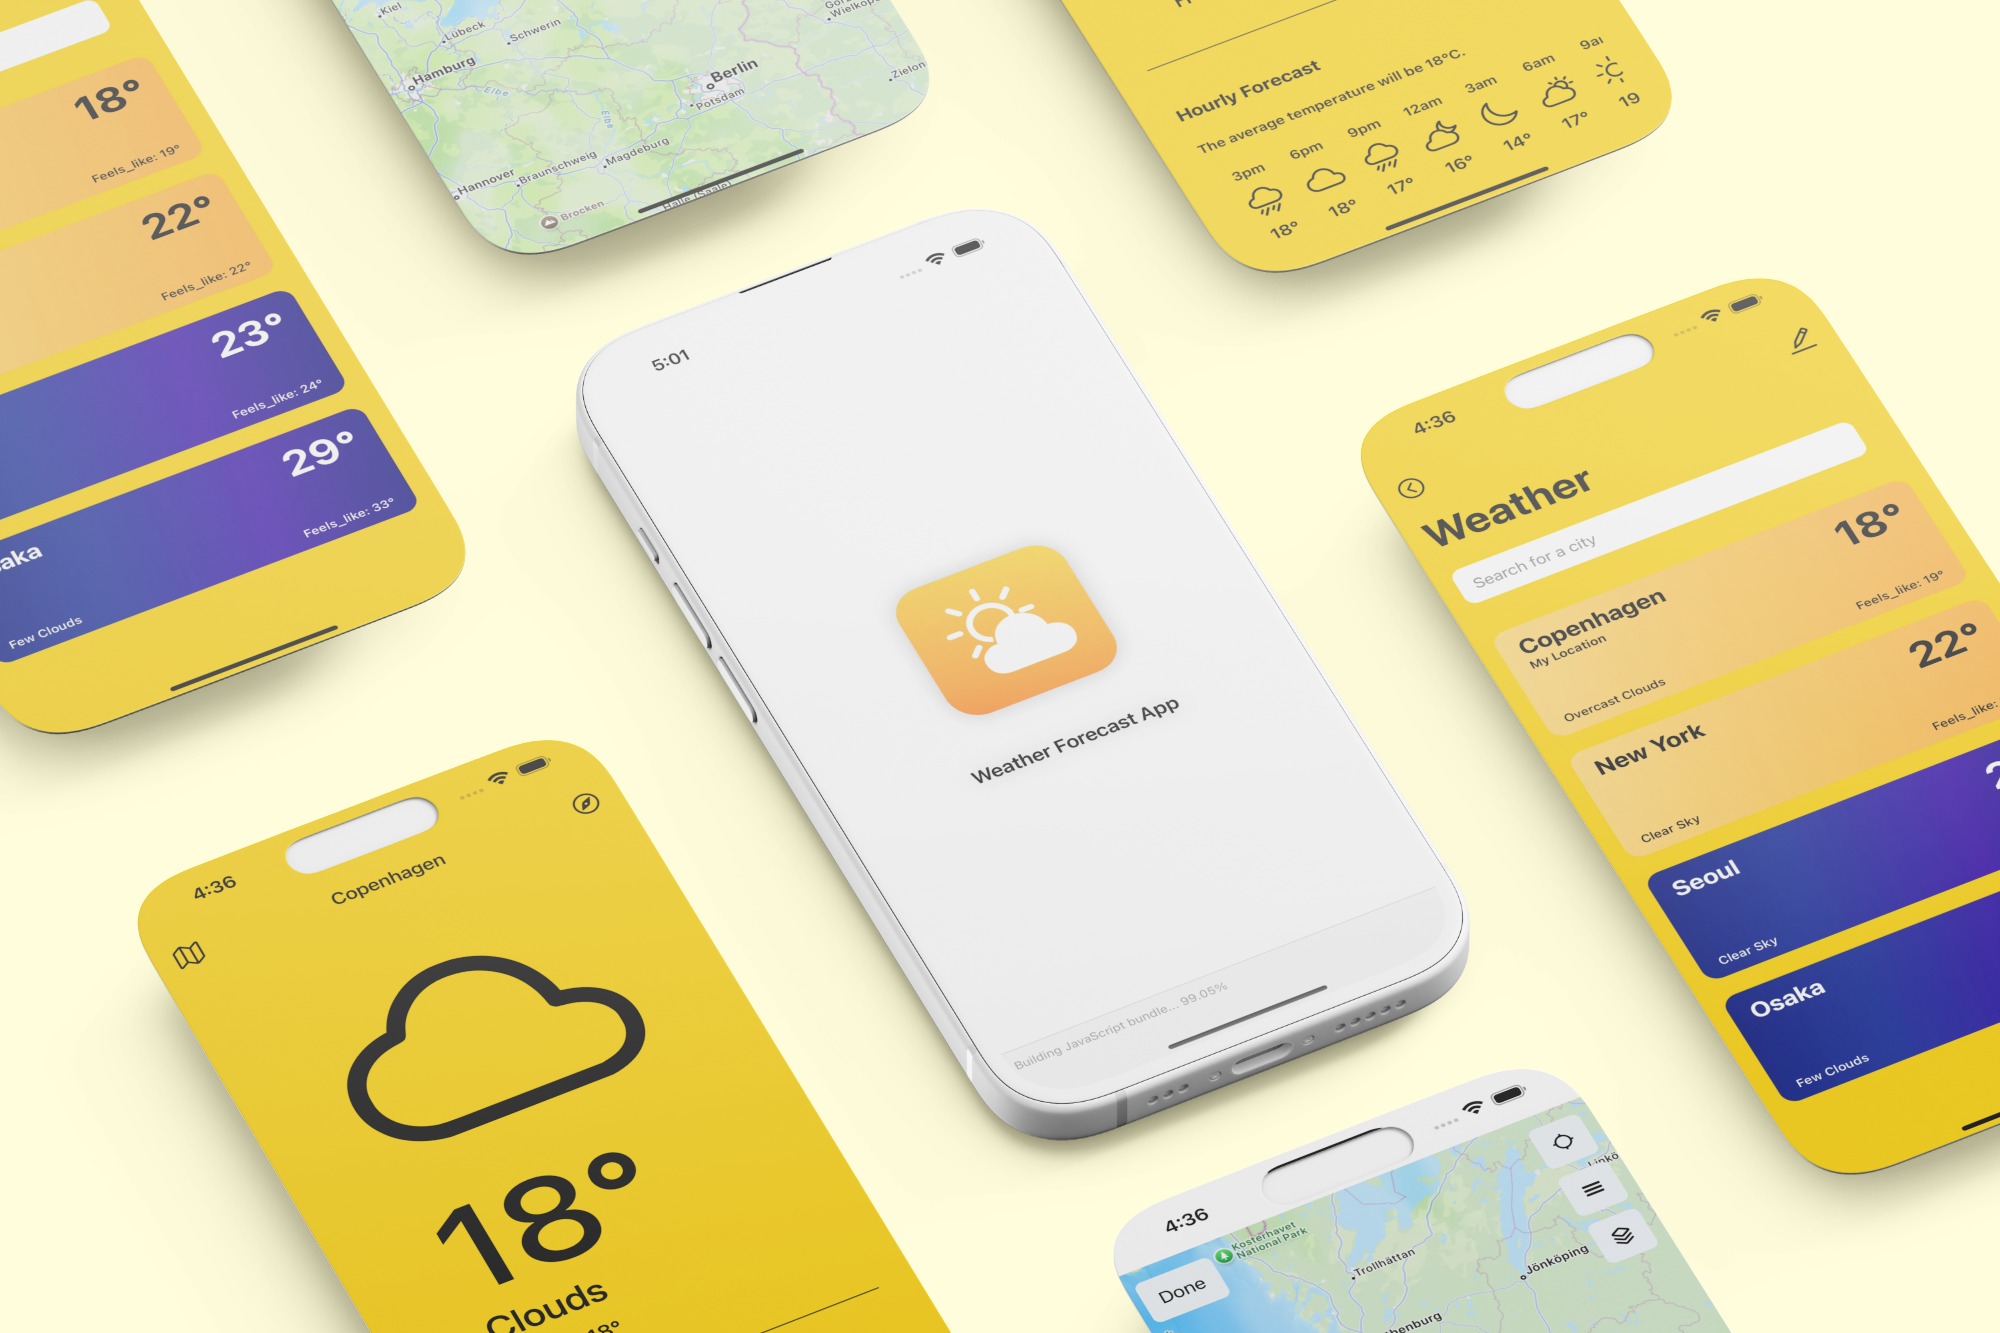 18°
Feels_like: 19°
22°
Feels_like: 22°
23°
Feels_like: 24°
29°
Feels_like: 33°
Few Clouds
Kiel
Lübeck
Schwerin
Hamburg
Elbe
Berlin
Potsdam
Elbe
Magdeburg
Braunschweig
Hannover
Brocken
Halle (Saale)
Hourly Forecast
The average temperature will be 18°C.
3pm 6pm 9pm 12am 3am 6am
18° 18° 17° 16° 14° 17° 19
5:01
Weather Forecast App
Building JavaScript bundle... 99.05%
4:36
Weather
Search for a city
Copenhagen
My Location
18°
Overcast Clouds
Feels_like: 19°
New York
22°
Clear Sky
Feels_like:
Seoul
Clear Sky
Osaka
Few Clouds
4:36
Copenhagen
18°
Clouds
4:36
Done
Kosterhavet
National Park
Trollhättan
Jönköping